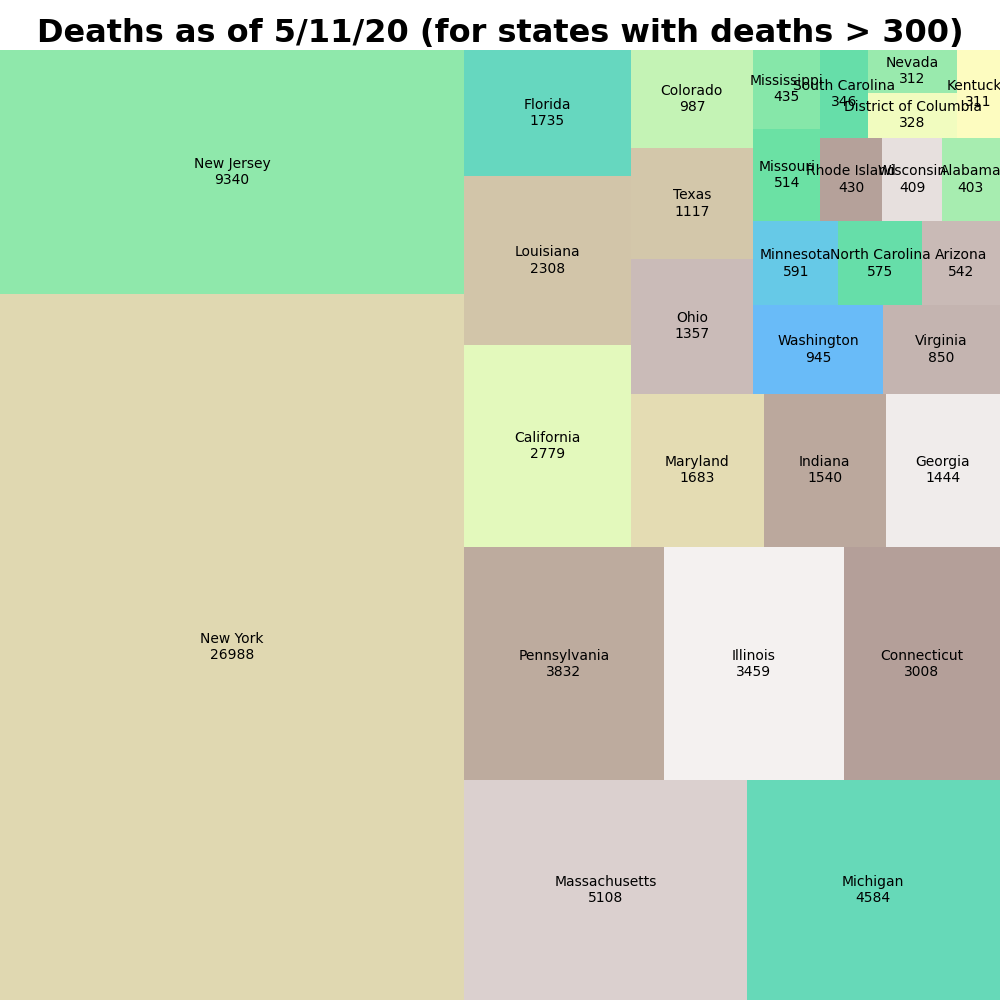 Deaths as of 5/11/20 (for states with deaths > 300)
New Jersey
9340
New York
26988
Florida
1735
Louisiana
2308
California
2779
Colorado
987
Texas
1117
Ohio
1357
Mississippi
435
South Carolina
346
Nevada
312
District of Columbia
328
Kentuck
311
Missouri
514
Rhode Island
430
Wisconsin
409
Alabama
403
Minnesota
591
North Carolina
575
Arizona
542
Washington
945
Virginia
850
Maryland
1683
Indiana
1540
Georgia
1444
Pennsylvania
3832
Illinois
3459
Connecticut
3008
Massachusetts
5108
Michigan
4584